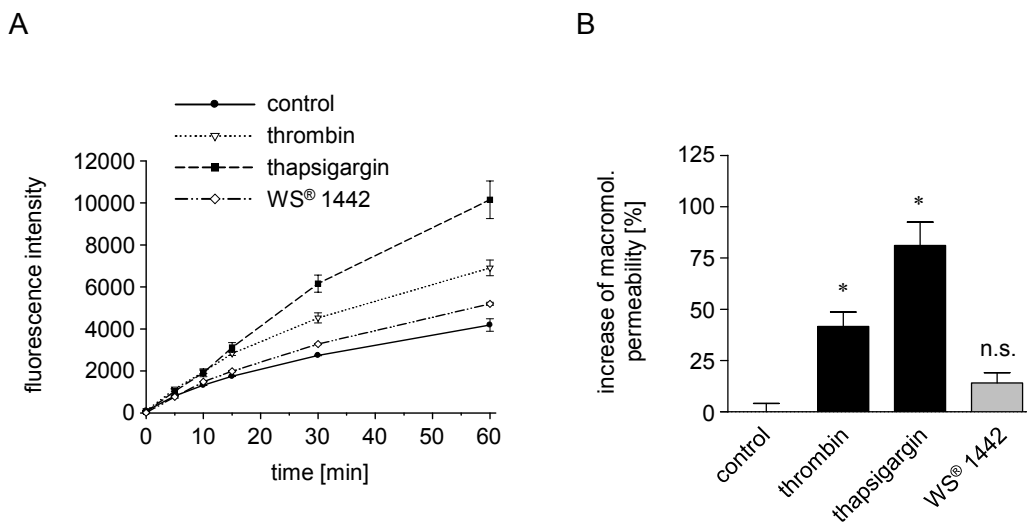 A
control
thrombin
thapsigargin
WS® 1442
12000
10000
8000
6000
4000
2000
0
fluorescence intensity
0 10 20 30 40 50 60
time [min]
B
125
100
75
50
25
0
increase of macromol.
permeability [%]
*
*
n.s.
control
thrombin
thapsigargin
WS® 1442